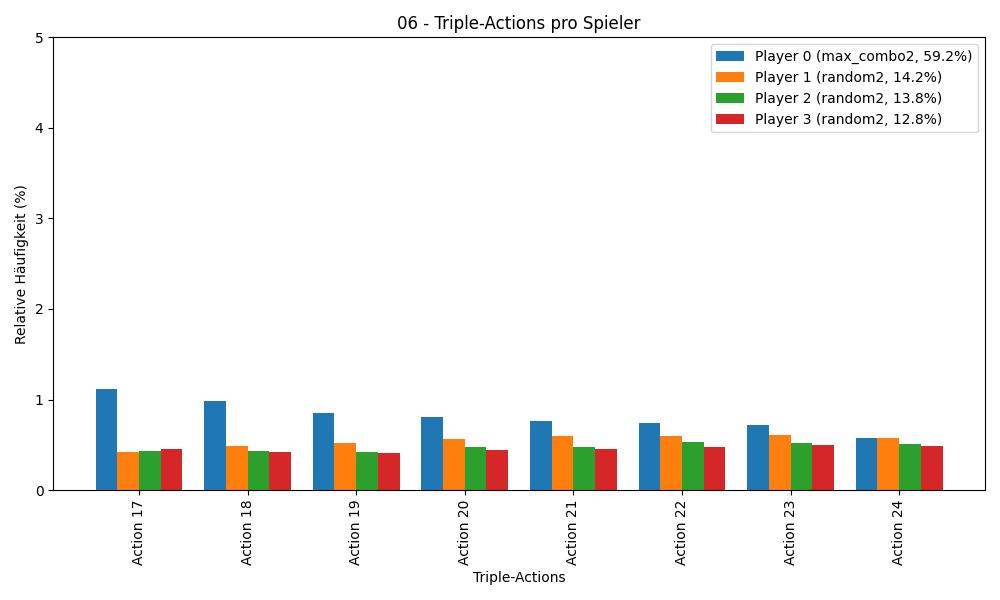 06 - Triple-Actions pro Spieler
Relative Häufigkeit (%)
5
4
3
2
1
0
Player 0 (max_combo2, 59.2%)
Player 1 (random2, 14.2%)
Player 2 (random2, 13.8%)
Player 3 (random2, 12.8%)
Action 17
Action 18
Action 19
Action 20
Action 21
Action 22
Action 23
Action 24
Triple-Actions